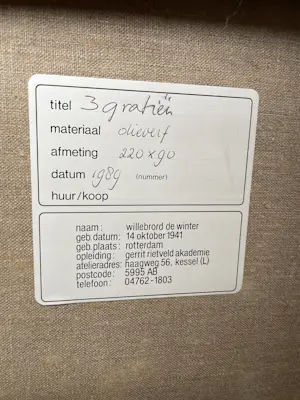 titel 3 gratiën
materiaal olieverf
afmeting 220 x 90
datum 1989 (nummer)
huur/koop
naam: willebrord de winter
geb.datum: 14 oktober 1941
geb.plaats: rotterdam
opleiding: gerrit rietveld akademie
atelieradres: haagweg 56, kessel (L)
postcode: 5995 AB
telefoon: 04762-1803